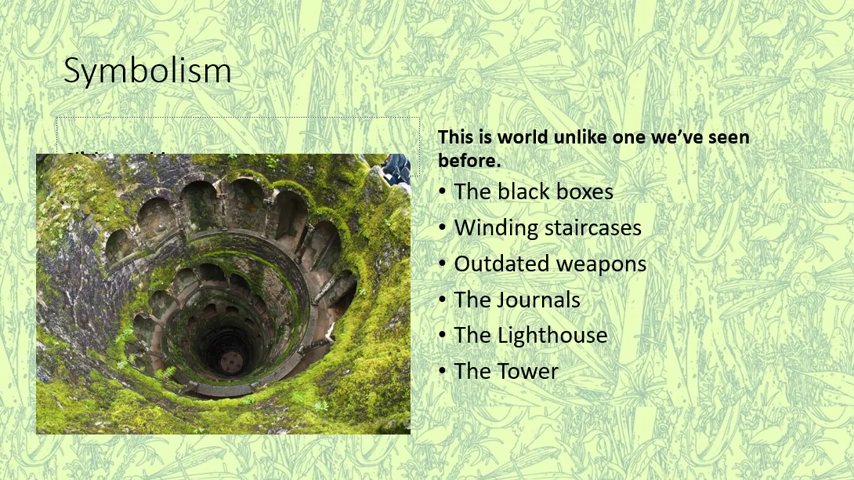 Symbolism
This is world unlike one we’ve seen
before.
• The black boxes
• Winding staircases
• Outdated weapons
• The Journals
• The Lighthouse
• The Tower